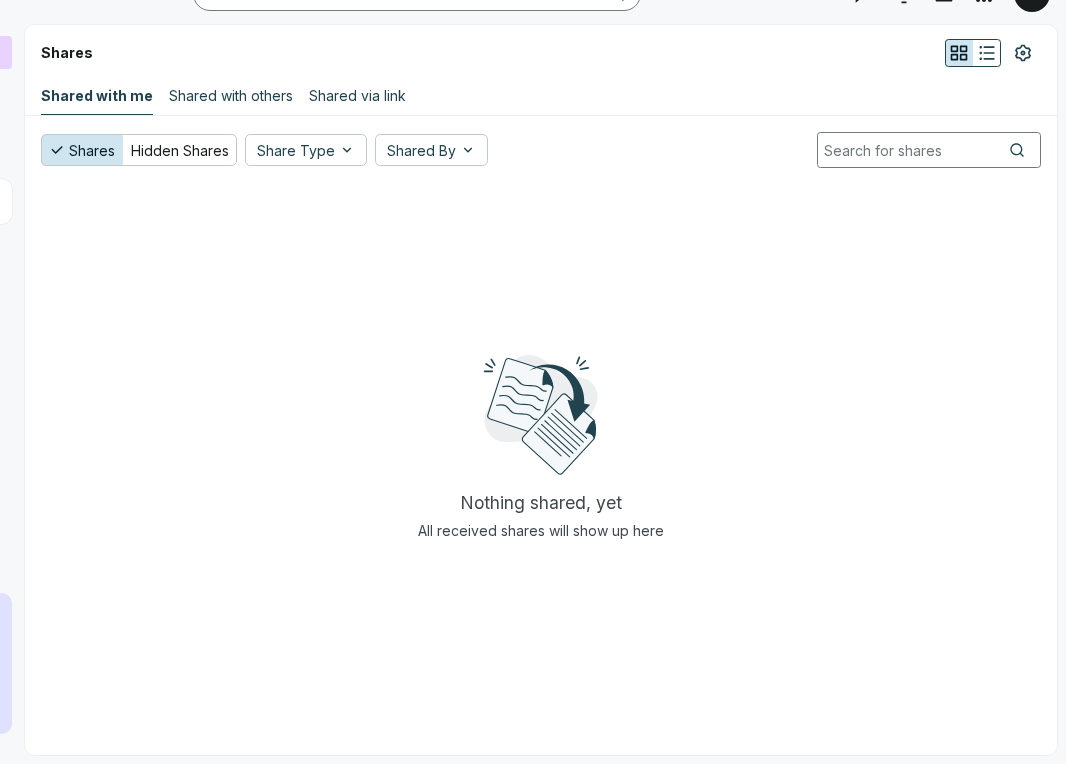 Shares
Shared with me Shared with others Shared via link
Shares Hidden Shares Share Type Shared By Search for shares
Nothing shared, yet
All received shares will show up here